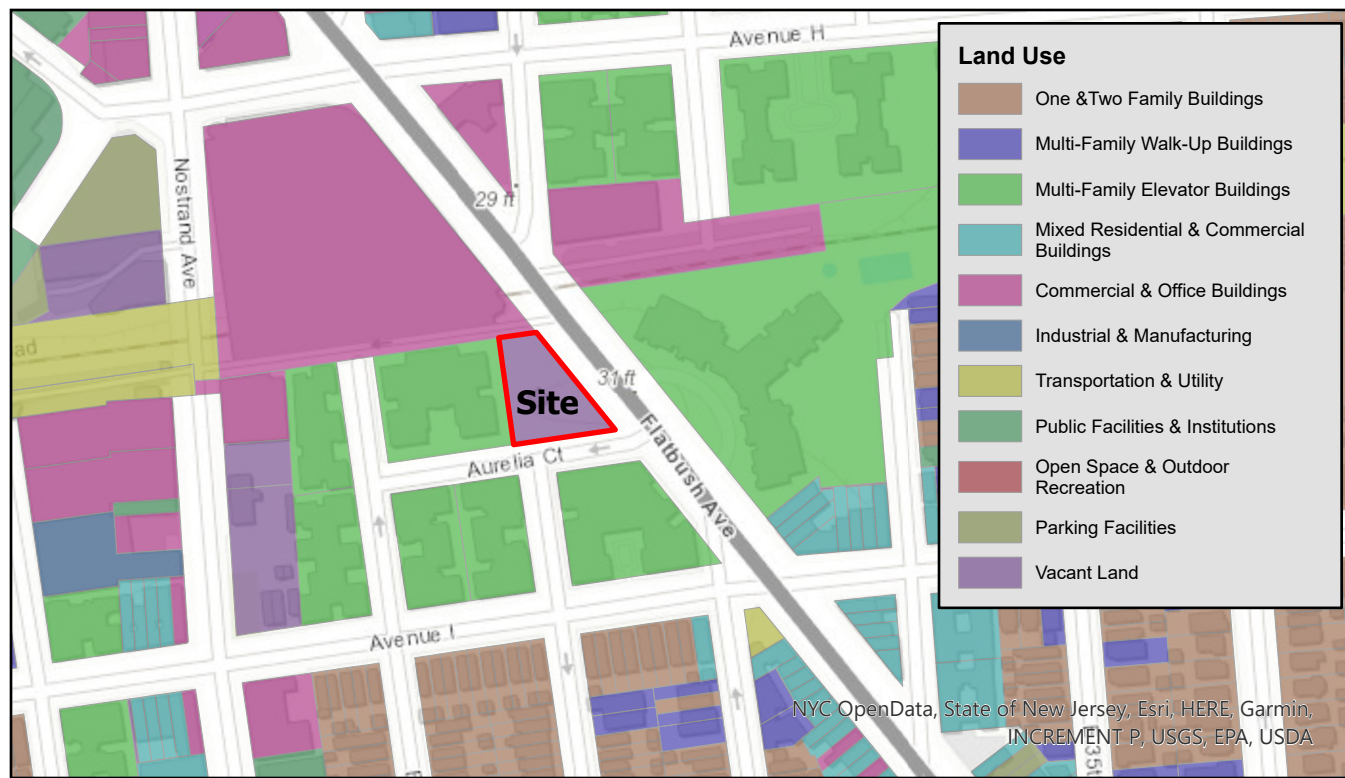 Avenue H
Nostrand Ave
29 ft
ad
31 ft
Site
Flatbush Ave
Aurelia Ct
Avenue I
E
E 35th
Land Use
One &Two Family Buildings
Multi-Family Walk-Up Buildings
Multi-Family Elevator Buildings
Mixed Residential & Commercial
Buildings
Commercial & Office Buildings
Industrial & Manufacturing
Transportation & Utility
Public Facilities & Institutions
Open Space & Outdoor
Recreation
Parking Facilities
Vacant Land
NYC OpenData, State of New Jersey, Esri, HERE, Garmin,
INCREMENT P, USGS, EPA, USDA